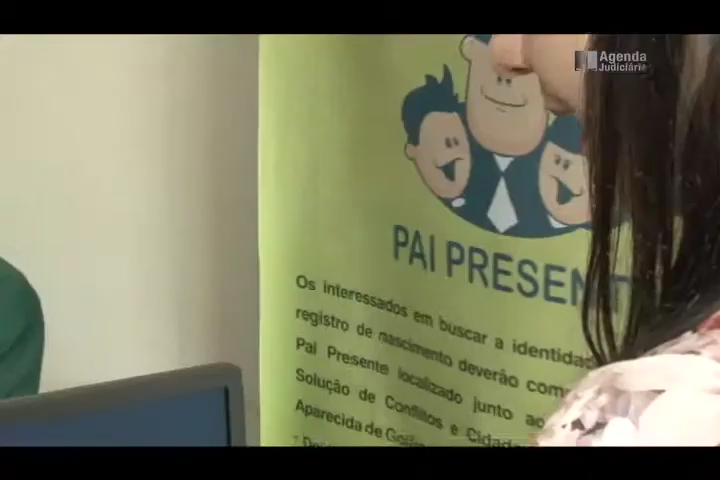 Agenda
Judiciária
PAI PRESEN
Os interessados em buscar a identidad
registro de nascimento deverão com
Pai Presente localizado junto ao
Solução de Conflitos e Cidada
Aparecida de Goiân